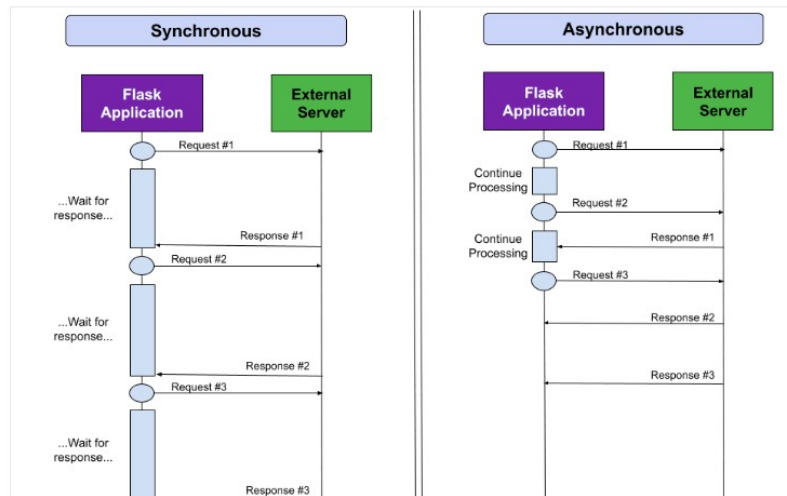 Synchronous
Flask
Application
External
Server
Request #1
...Wait for
response...
Response #1
Request #2
...Wait for
response...
Response #2
Request #3
...Wait for
response...
Response #3
Asynchronous
Flask
Application
External
Server
Request #1
Continue
Processing
Request #2
Continue
Processing
Response #1
Request #3
Response #2
Response #3